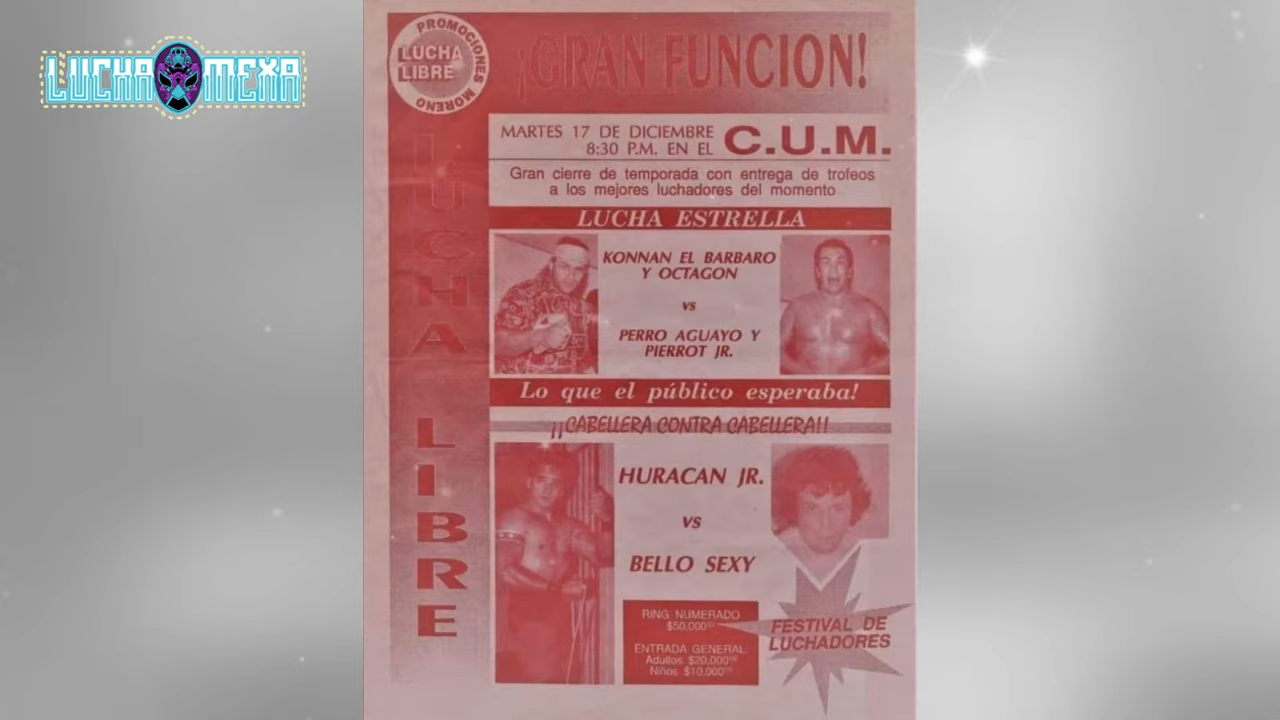 LUCHA MEXA
PROMOCIONES MORENO
LUCHA
LIBRE
¡GRAN FUNCION!
MARTES 17 DE DICIEMBRE
8:30 P.M. EN EL
C.U.M.
Gran cierre de temporada con entrega de trofeos
a los mejores luchadores del momento
LUCHA ESTRELLA
KONNAN EL BARBARO
Y OCTAGON
vs
PERRO AGUAYO Y
PIERROT JR.
Lo que el público esperaba!
¡¡CABELLERA CONTRA CABELLERA!!
HURACAN JR.
vs
BELLO SEXY
RING NUMERADO
$50,000⁰⁰
ENTRADA GENERAL:
Adultos $20,000⁰⁰
Niños $10,000⁰⁰
FESTIVAL DE
LUCHADORES
LUCHA
LIBRE